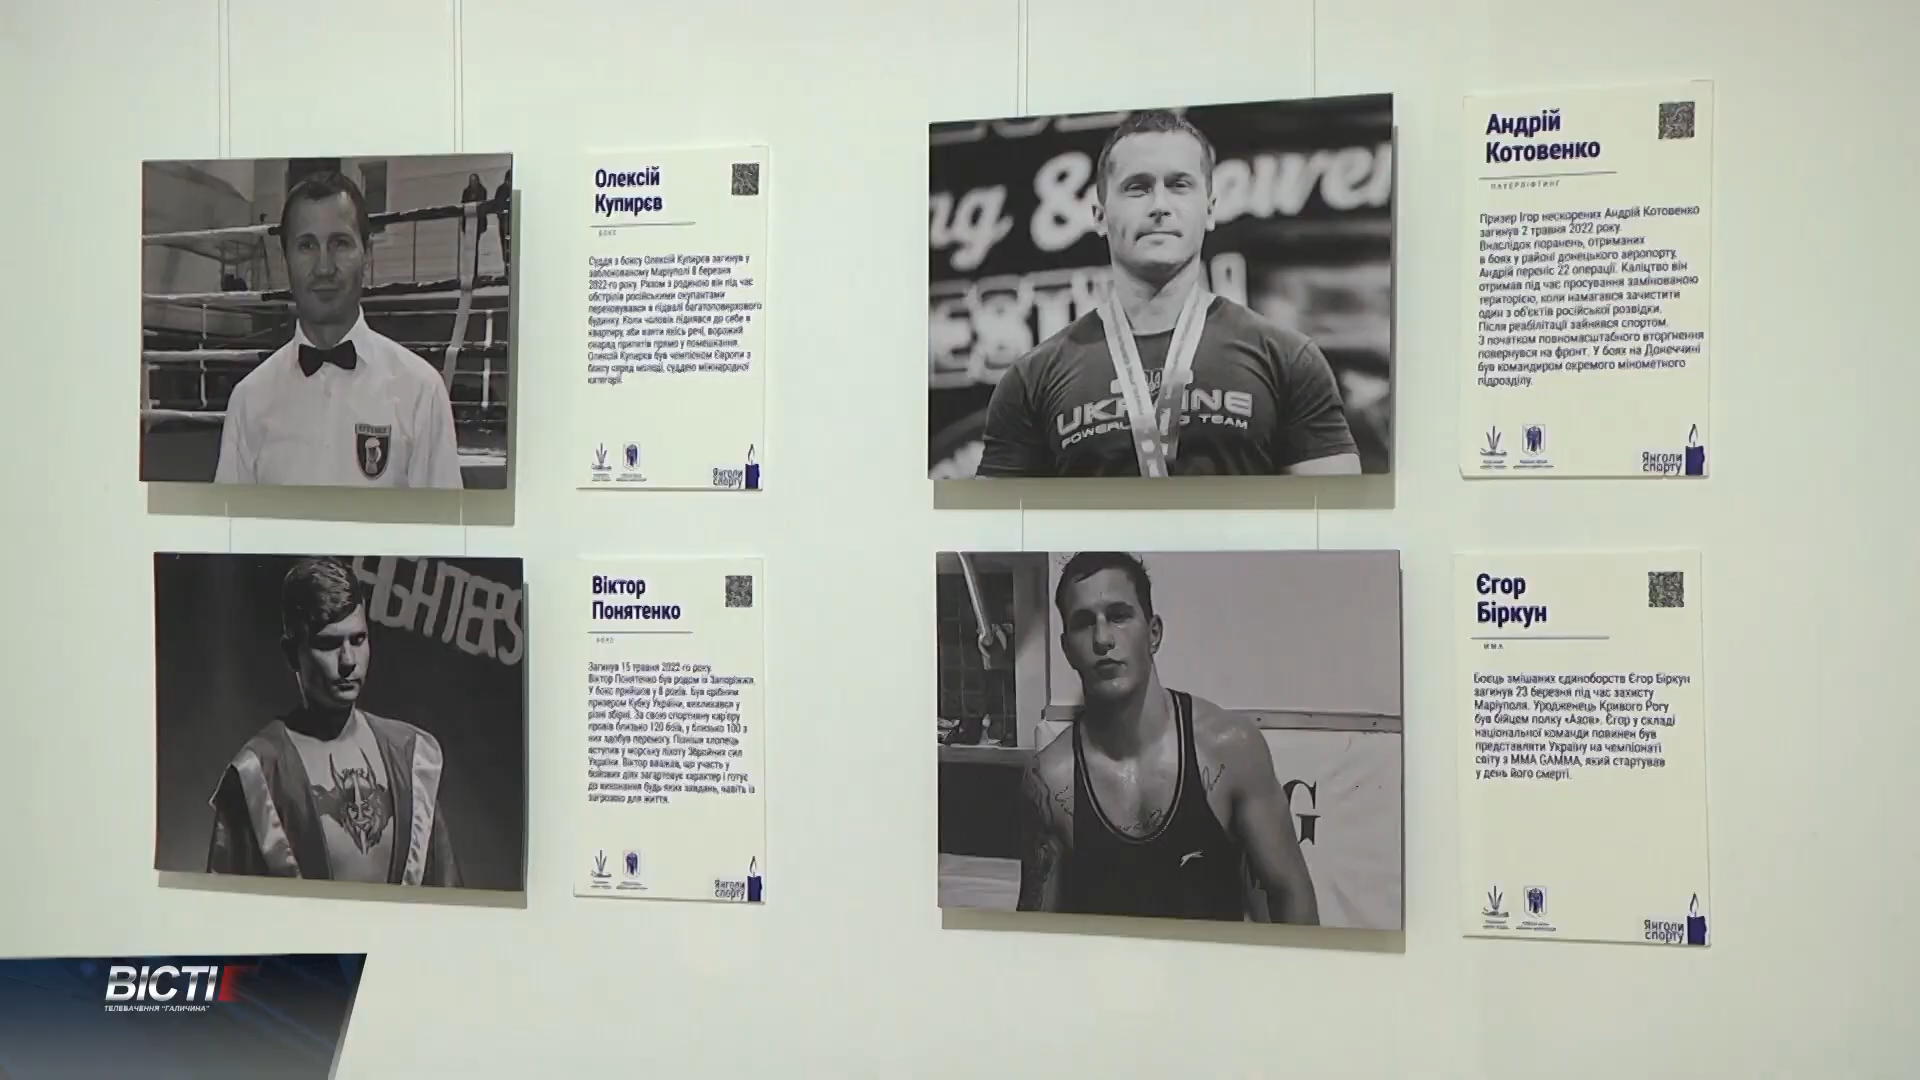 Олексій
Купирєв
БОКС
Суддя з боксу Олексій Купирєв загинув у
заблокованому Маріуполі 8 березня
2022-го року. Разом з родиною він під час
обстрілів російськими окупантами
переховувався в підвалі багатоповерхового
будинку. Коли чоловік піднявся до себе в
квартиру, аби взяти якісь речі, ворожий
снаряд прилетів прямо у помешкання.
Олексій Купирєв був чемпіоном Європи з
боксу серед молоді, суддею міжнародної
категорії.
Янголи
спорту
Андрій
Котовенко
ПАУЕРЛІФТИНГ
Призер Ігор нескорених Андрій Котовенко
загинув 2 травня 2022 року.
Внаслідок поранень, отриманих
в боях у районі донецького аеропорту,
Андрій переніс 22 операції. Каліцтво він
отримав під час просування замінованою
територією, коли намагався зачистити
один з об'єктів російської розвідки.
Після реабілітації зайнявся спортом.
З початком повномасштабного вторгнення
повернувся на фронт. У боях на Донеччині
був командиром окремого мінометного
підрозділу.
Янголи
спорту
UKRAINE
POWERLIFTING TEAM
Віктор
Понятенко
БОКС
Загинув 15 травня 2022-го року.
Віктор Понятенко був родом із Запоріжжя.
У бокс прийшов у 8 років. Був срібним
призером Кубку України, викликався у
різні збірні. За свою спортивну кар'єру
провів близько 120 боїв, у близько 100 з
них здобув перемогу. Пізніше хлопець
вступив у морську піхоту Збройних сил
України. Віктор вважав, що участь у
бойових діях загартовує характер і готує
до виконання будь-яких завдань, навіть із
загрозою для життя.
Янголи
спорту
FIGHTERS
Єгор
Біркун
ММА
Боєць змішаних єдиноборств Єгор Біркун
загинув 23 березня під час захисту
Маріуполя. Уродженець Кривого Рогу
був бійцем полку «Азов». Єгор у складі
національної команди повинен був
представляти Україну на чемпіонаті
світу з ММА GAMMA, який стартував
у день його смерті.
Янголи
спорту
G
ВІСТІ
ТЕЛЕБАЧЕННЯ "ГАЛИЧИНА"